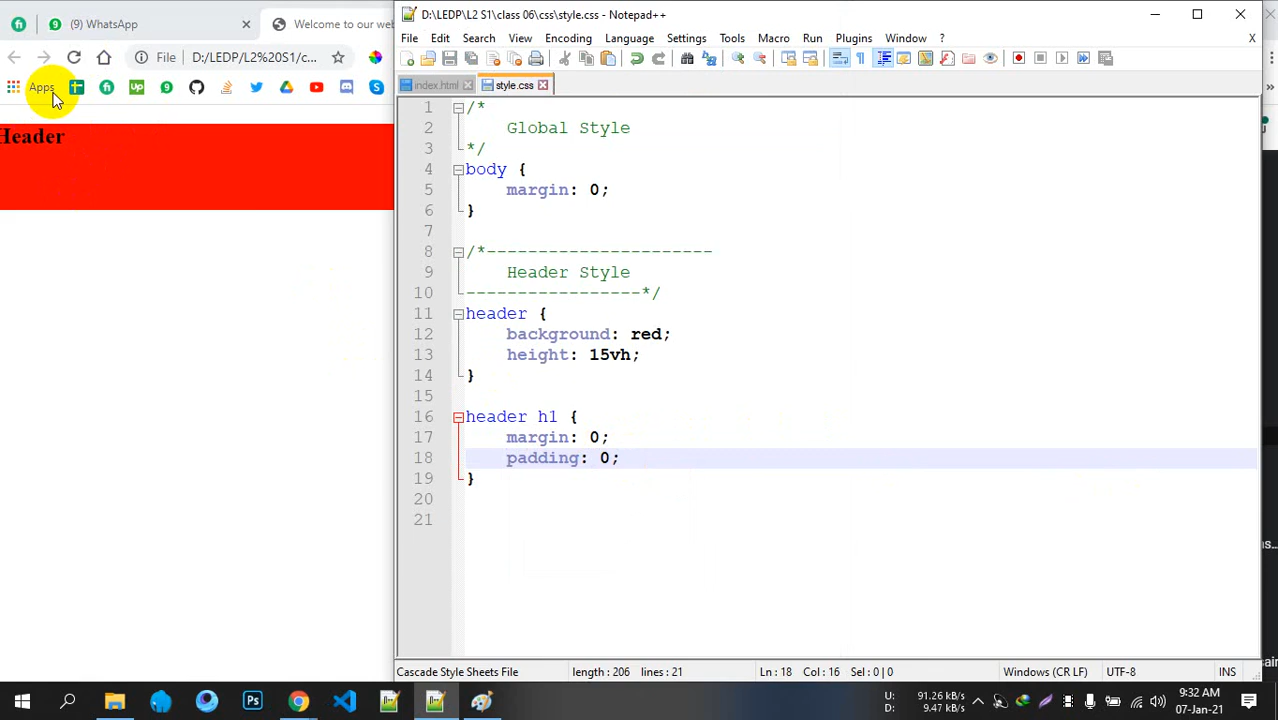 (9) WhatsApp
Welcome to our web
File D:/LEDP/L2%20S1/c...
Apps
Up
Header
D:\LEDP\L2 S1\class 06\css\style.css - Notepad++
File Edit Search View Encoding Language Settings Tools Macro Run Plugins Window ?
X
index.html style.css
1 /*
2 Global Style
3 */
4 body {
5 margin: 0;
6 }
7
8 /*----------------------
9 Header Style
10 -----------------*/
11 header {
12 background: red;
13 height: 15vh;
14 }
15
16 header h1 {
17 margin: 0;
18 padding: 0;
19 }
20
21
Cascade Style Sheets File length : 206 lines : 21 Ln : 18 Col : 16 Sel : 0 | 0 Windows (CR LF) UTF-8 INS
Ps
U: 91.26 kB/s
D: 9.47 kB/s
9:32 AM
07-Jan-21